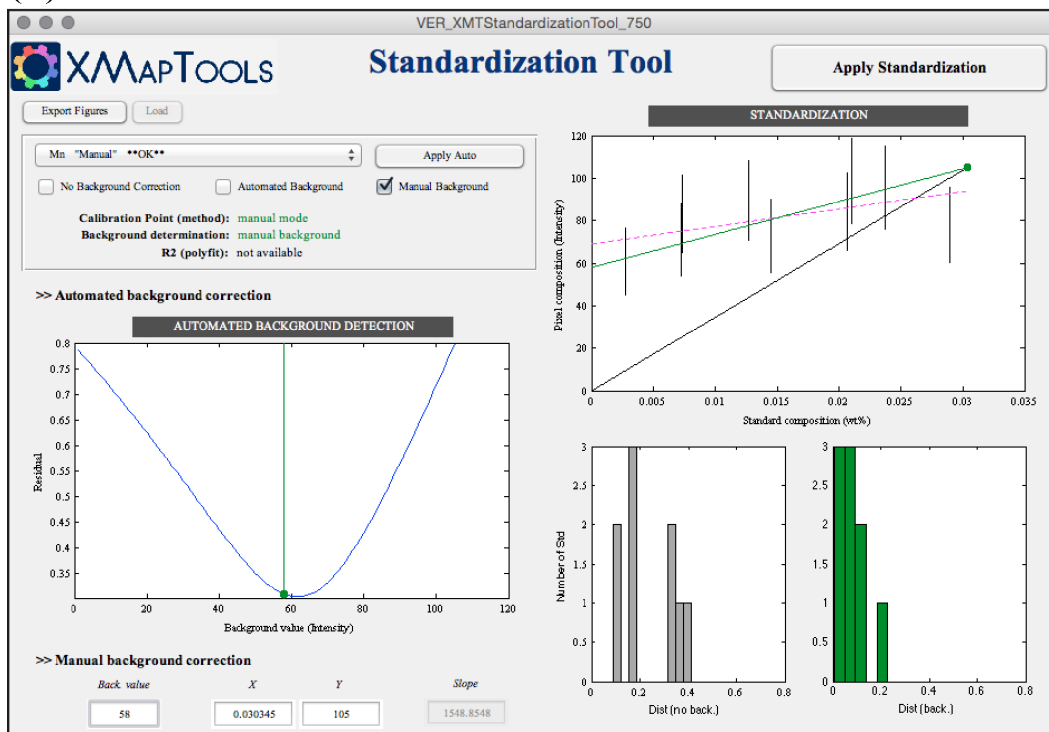 VER_XMTStandardizationTool_750
XMAPTOOLS
Standardization Tool
Apply Standardization
Export Figures
Load
Mn "Manual" **OK**
Apply Auto
No Background Correction
Automated Background
Manual Background
Calibration Point (method): manual mode
Background determination: manual background
R2 (polyfit): not available
>> Automated background correction
AUTOMATED BACKGROUND DETECTION
0.8
0.75
0.7
0.65
0.6
0.55
0.5
0.45
0.4
0.35
Residual
0 20 40 60 80 100 120
Background value (Intensity)
>> Manual background correction
Back. value X Y Slope
58 0.030345 105 1548.8548
STANDARDIZATION
120
100
80
60
40
20
0
Pixel composition (Intensity)
0 0.005 0.01 0.015 0.02 0.025 0.03 0.035
Standard composition (wt%)
3
2.5
2
1.5
1
0.5
0
Number of Std
0 0.2 0.4 0.6 0.8
Dist (no back.)
3
2.5
2
1.5
1
0.5
0
0 0.2 0.4 0.6 0.8
Dist (back.)